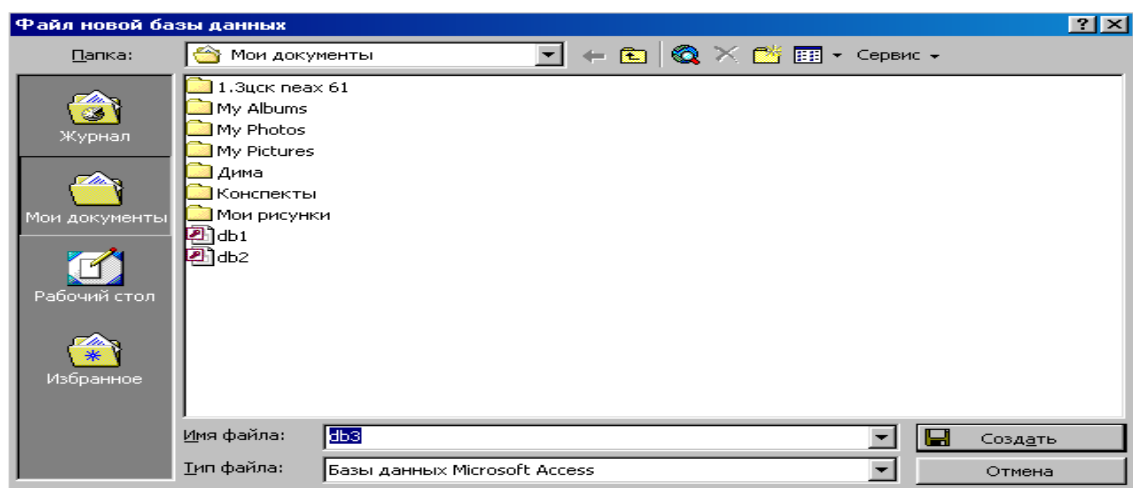 Файл новой базы данных
Папка: Мои документы Сервис
Журнал
Мои документы
Рабочий стол
Избранное
1.Зцск пеах 61
My Albums
My Photos
My Pictures
Дима
Конспекты
Мои рисунки
db1
db2
Имя файла: db3 Создать
Тип файла: Базы данных Microsoft Access Отмена